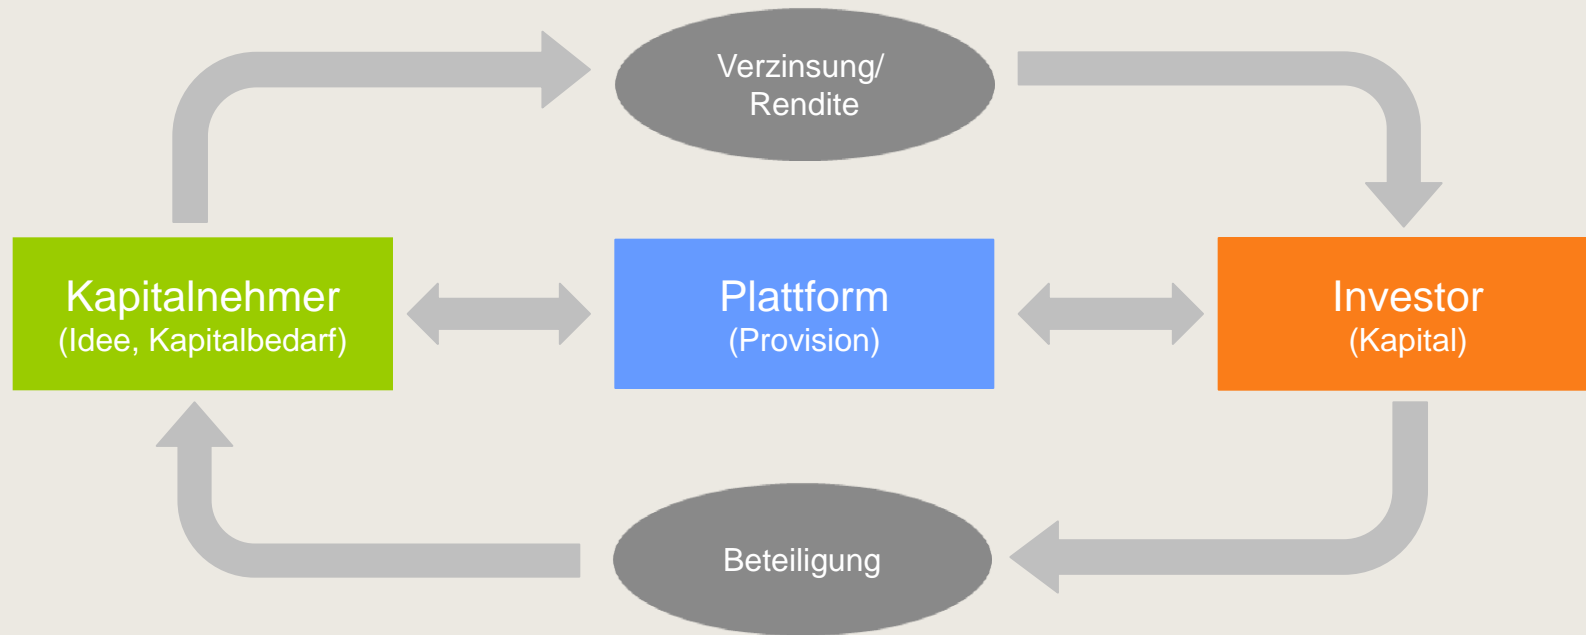 Verzinsung/
Rendite
Kapitalnehmer
(Idee, Kapitalbedarf)
Plattform
(Provision)
Investor
(Kapital)
Beteiligung